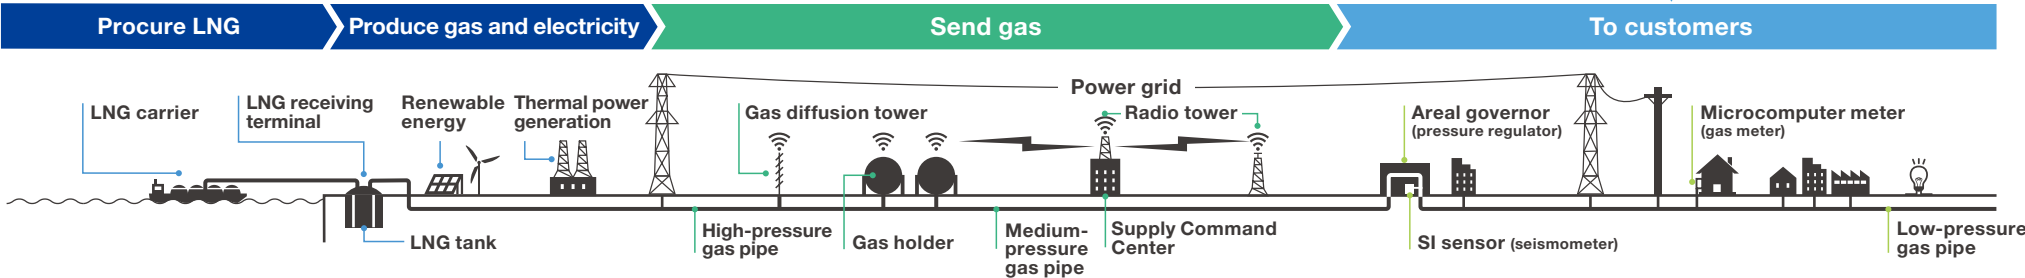 Procure LNG
Produce gas and electricity
Send gas
To customers
Power grid
LNG carrier
LNG receiving
terminal
Renewable
energy
Thermal power
generation
Gas diffusion tower
Radio tower
Areal governor
(pressure regulator)
Microcomputer meter
(gas meter)
LNG tank
High-pressure
gas pipe
Gas holder
Medium-
pressure
gas pipe
Supply Command
Center
SI sensor (seismometer)
Low-pressure
gas pipe